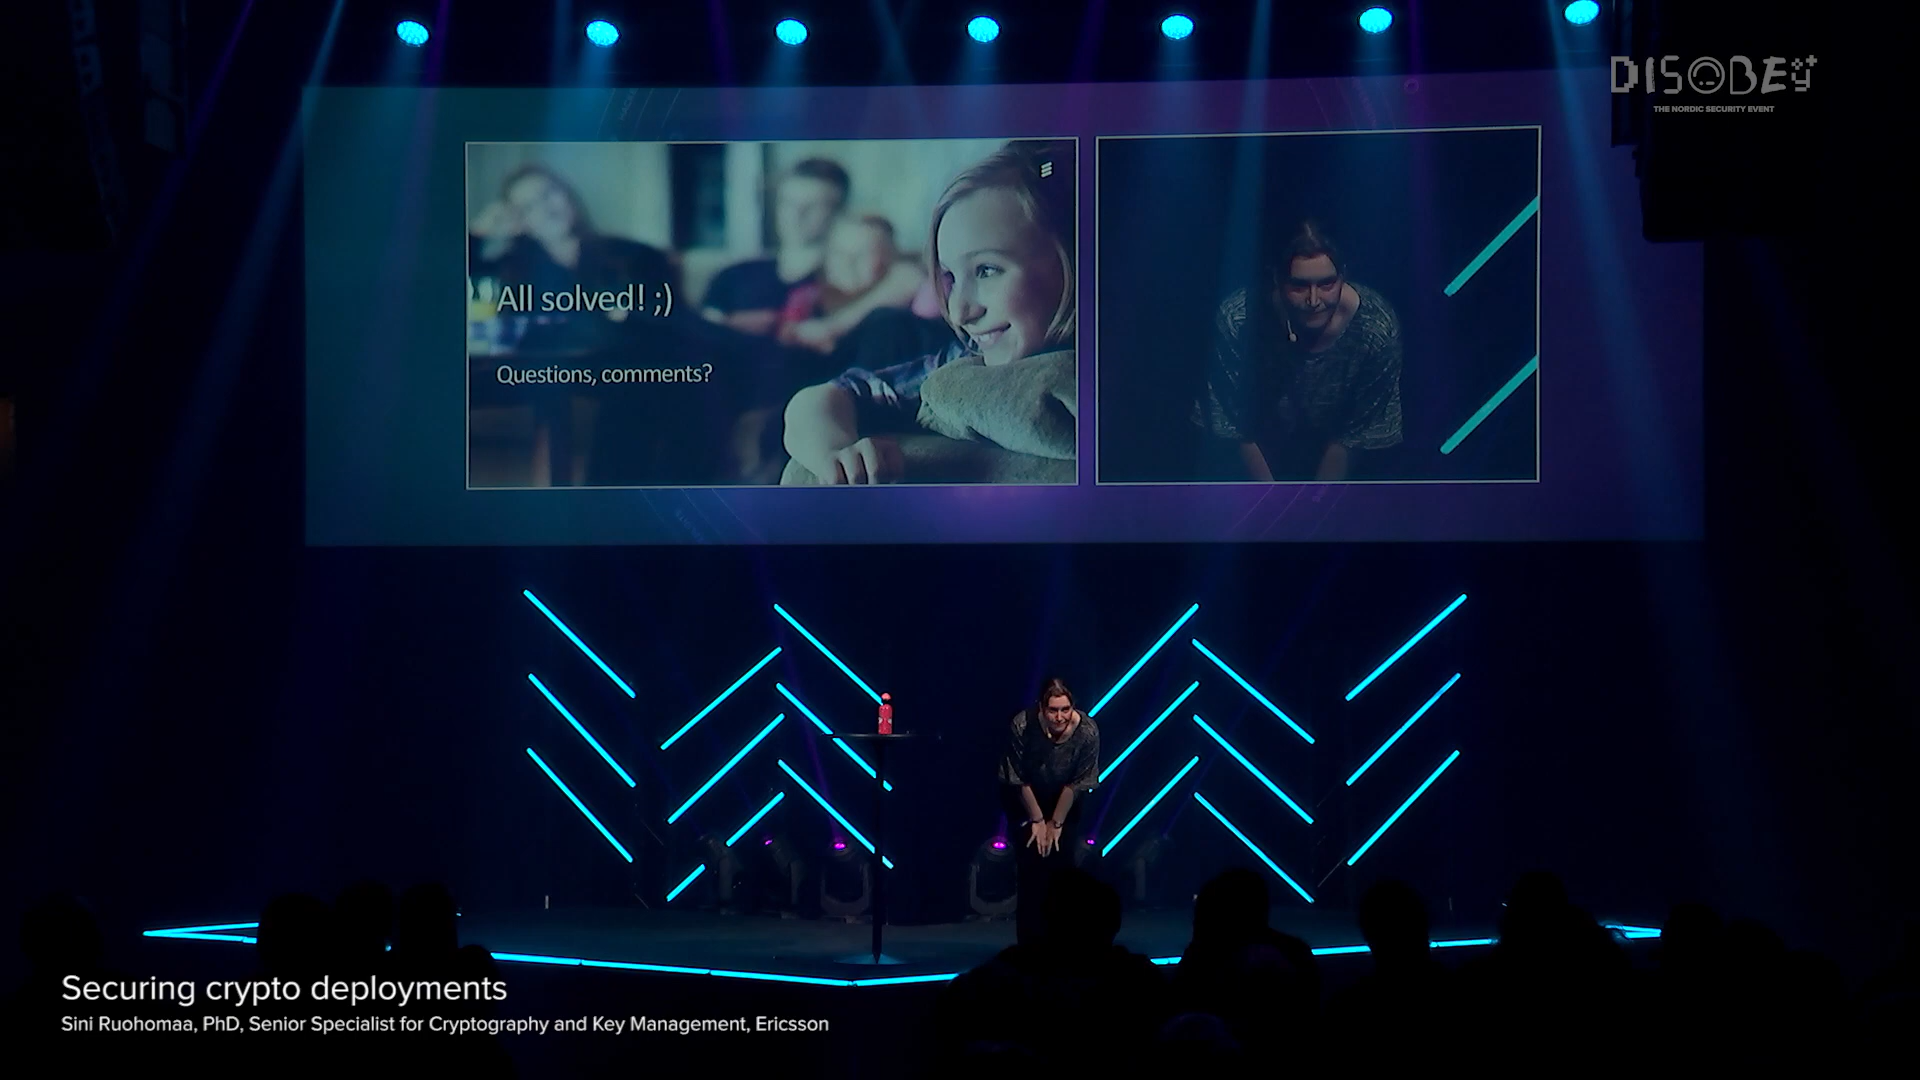 DISOBEY
THE NORDIC SECURITY EVENT
All solved! ;)
Questions, comments?
Securing crypto deployments
Sini Ruohomaa, PhD, Senior Specialist for Cryptography and Key Management, Ericsson